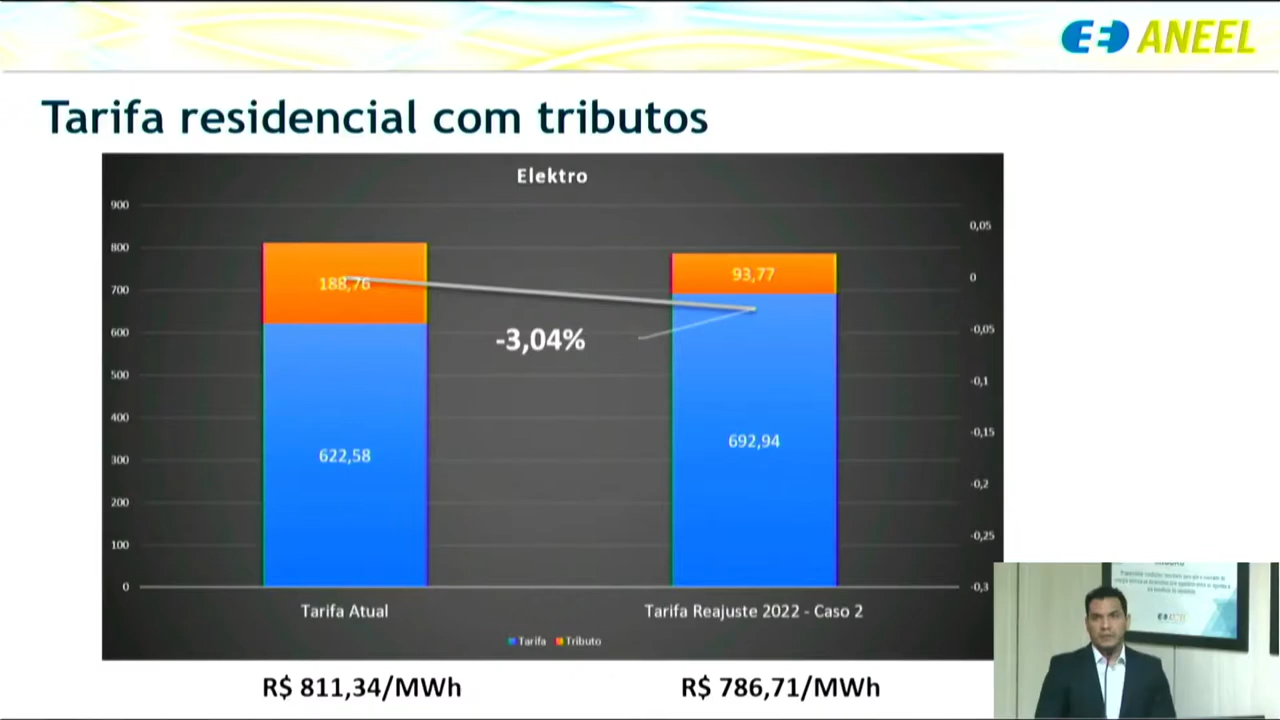 ANEEL
Tarifa residencial com tributos
Elektro
900
800
700
600
500
400
300
200
100
0
0,05
0
-0,05
-0,1
-0,15
-0,2
-0,25
-0,3
188,76
93,77
-3,04%
622,58
692,94
Tarifa Atual
Tarifa Reajuste 2022 - Caso 2
Tarifa Tributo
R$ 811,34/MWh
R$ 786,71/MWh